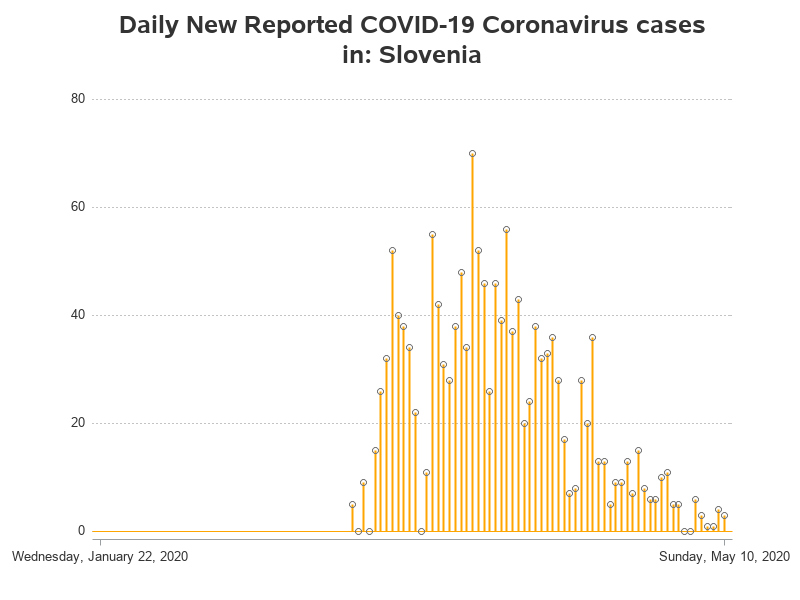 Daily New Reported COVID-19 Coronavirus cases
in: Slovenia
80
60
40
20
0
Wednesday, January 22, 2020
Sunday, May 10, 2020